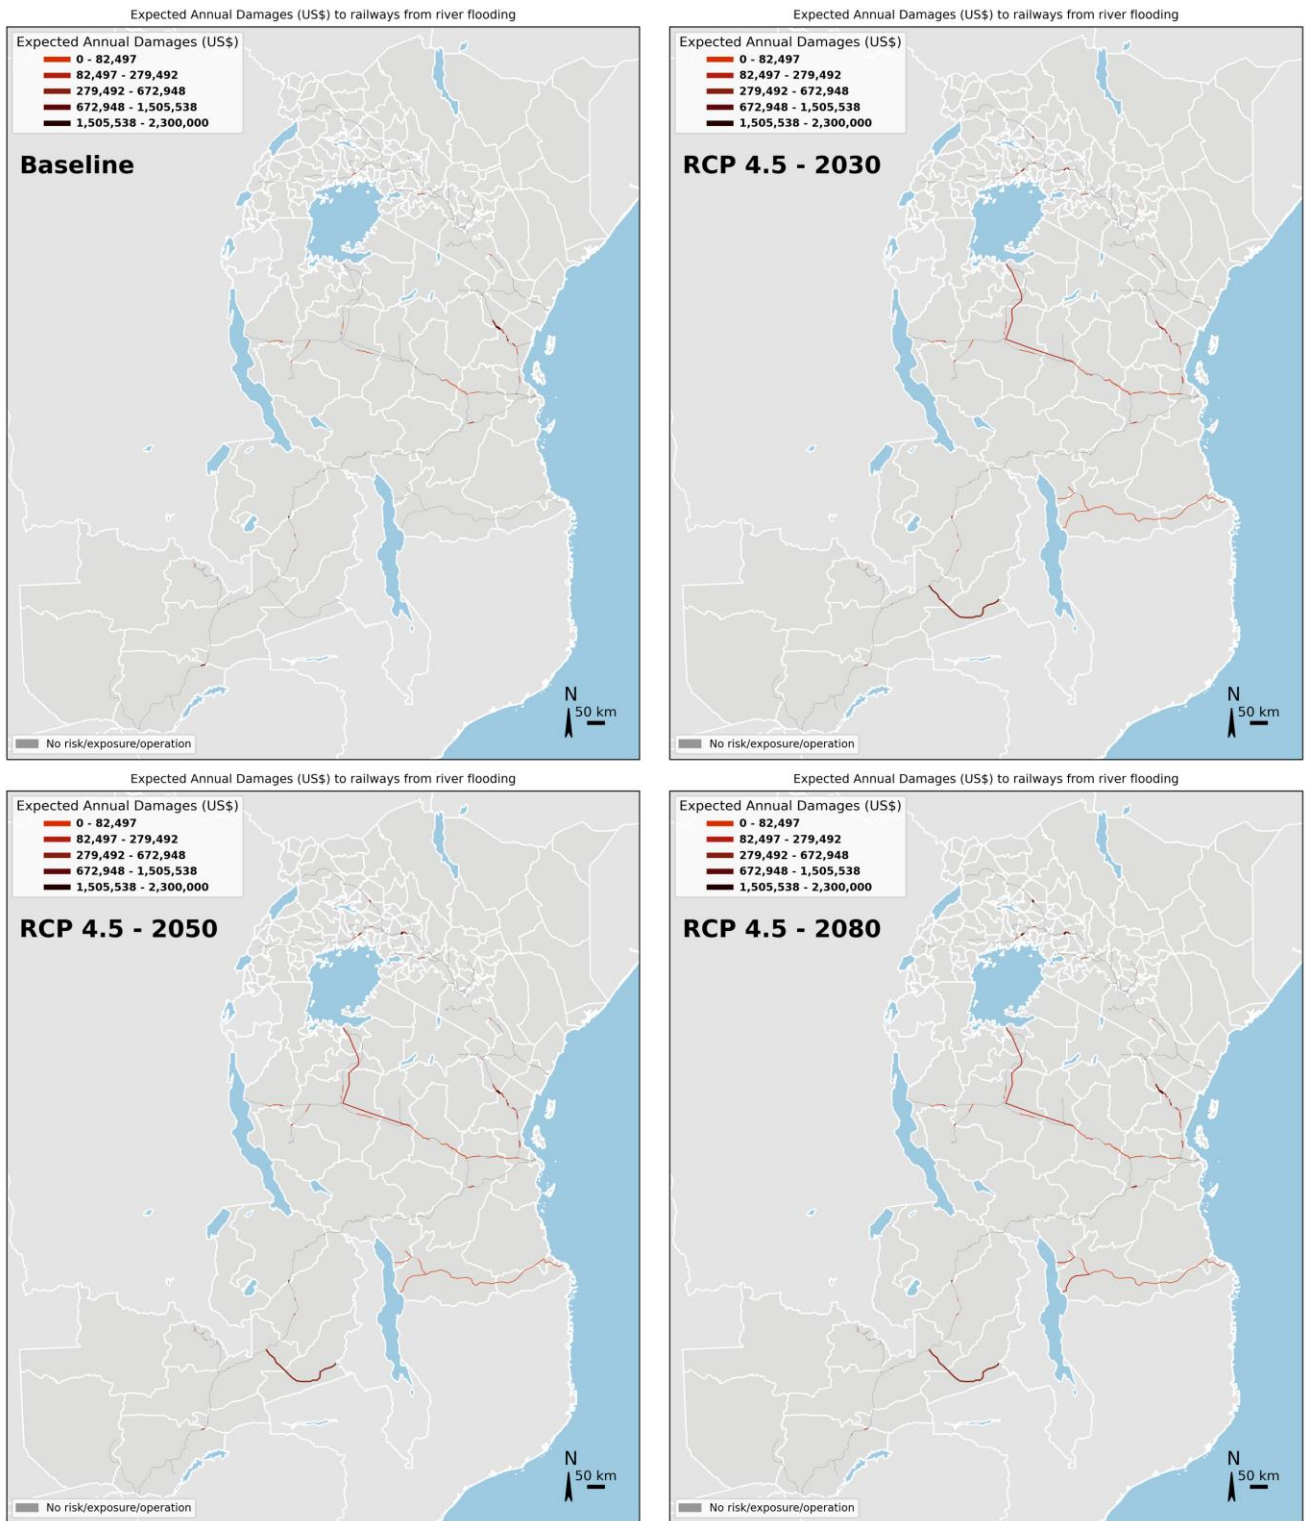 Expected Annual Damages (US$) to railways from river flooding
Expected Annual Damages (US$)
0 - 82,497
82,497 - 279,492
279,492 - 672,948
672,948 - 1,505,538
1,505,538 - 2,300,000
Baseline
N
50 km
No risk/exposure/operation
Expected Annual Damages (US$) to railways from river flooding
Expected Annual Damages (US$)
0 - 82,497
82,497 - 279,492
279,492 - 672,948
672,948 - 1,505,538
1,505,538 - 2,300,000
RCP 4.5 - 2030
N
50 km
No risk/exposure/operation
Expected Annual Damages (US$) to railways from river flooding
Expected Annual Damages (US$)
0 - 82,497
82,497 - 279,492
279,492 - 672,948
672,948 - 1,505,538
1,505,538 - 2,300,000
RCP 4.5 - 2050
N
50 km
No risk/exposure/operation
Expected Annual Damages (US$) to railways from river flooding
Expected Annual Damages (US$)
0 - 82,497
82,497 - 279,492
279,492 - 672,948
672,948 - 1,505,538
1,505,538 - 2,300,000
RCP 4.5 - 2080
N
50 km
No risk/exposure/operation